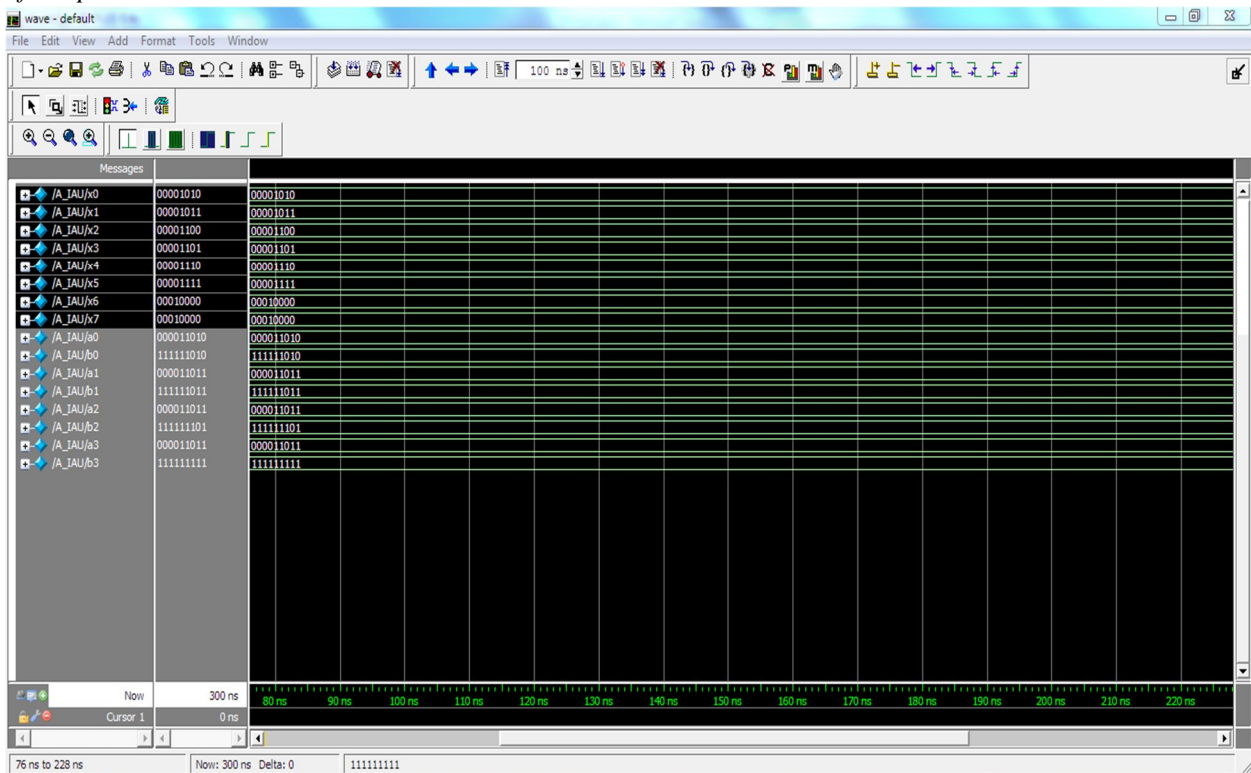 wave - default
File Edit View Add Format Tools Window
100 ns
Messages
/A_IAU/x0 00001010 00001010
/A_IAU/x1 00001011 00001011
/A_IAU/x2 00001100 00001100
/A_IAU/x3 00001101 00001101
/A_IAU/x4 00001110 00001110
/A_IAU/x5 00001111 00001111
/A_IAU/x6 00010000 00010000
/A_IAU/x7 00010000 00010000
/A_IAU/a0 000011010 000011010
/A_IAU/b0 111111010 111111010
/A_IAU/a1 000011011 000011011
/A_IAU/b1 111111011 111111011
/A_IAU/a2 000011011 000011011
/A_IAU/b2 111111101 111111101
/A_IAU/a3 000011011 000011011
/A_IAU/b3 111111111 111111111
Now 300 ns 80 ns 90 ns 100 ns 110 ns 120 ns 130 ns 140 ns 150 ns 160 ns 170 ns 180 ns 190 ns 200 ns 210 ns 220 ns
Cursor 1 0 ns
76 ns to 228 ns Now: 300 ns Delta: 0 111111111